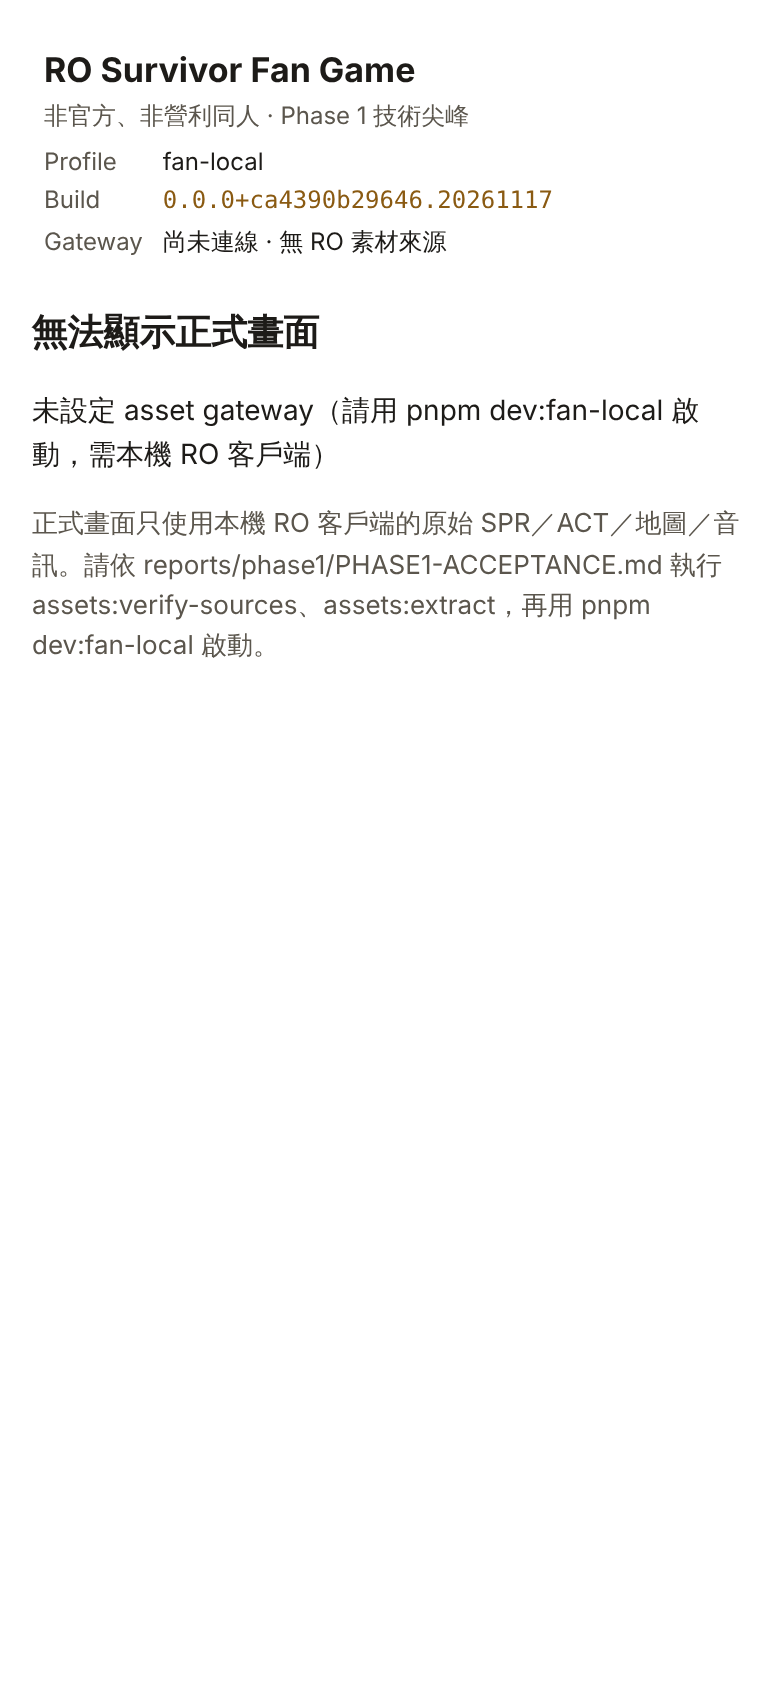 RO Survivor Fan Game
非官方、非營利同人 · Phase 1 技術尖峰
Profile fan-local
Build 0.0.0+ca4390b29646.20261117
Gateway 尚未連線 · 無 RO 素材來源
無法顯示正式畫面
未設定 asset gateway（請用 pnpm dev:fan-local 啟
動，需本機 RO 客戶端）
正式畫面只使用本機 RO 客戶端的原始 SPR／ACT／地圖／音
訊。請依 reports/phase1/PHASE1-ACCEPTANCE.md 執行
assets:verify-sources、assets:extract，再用 pnpm
dev:fan-local 啟動。